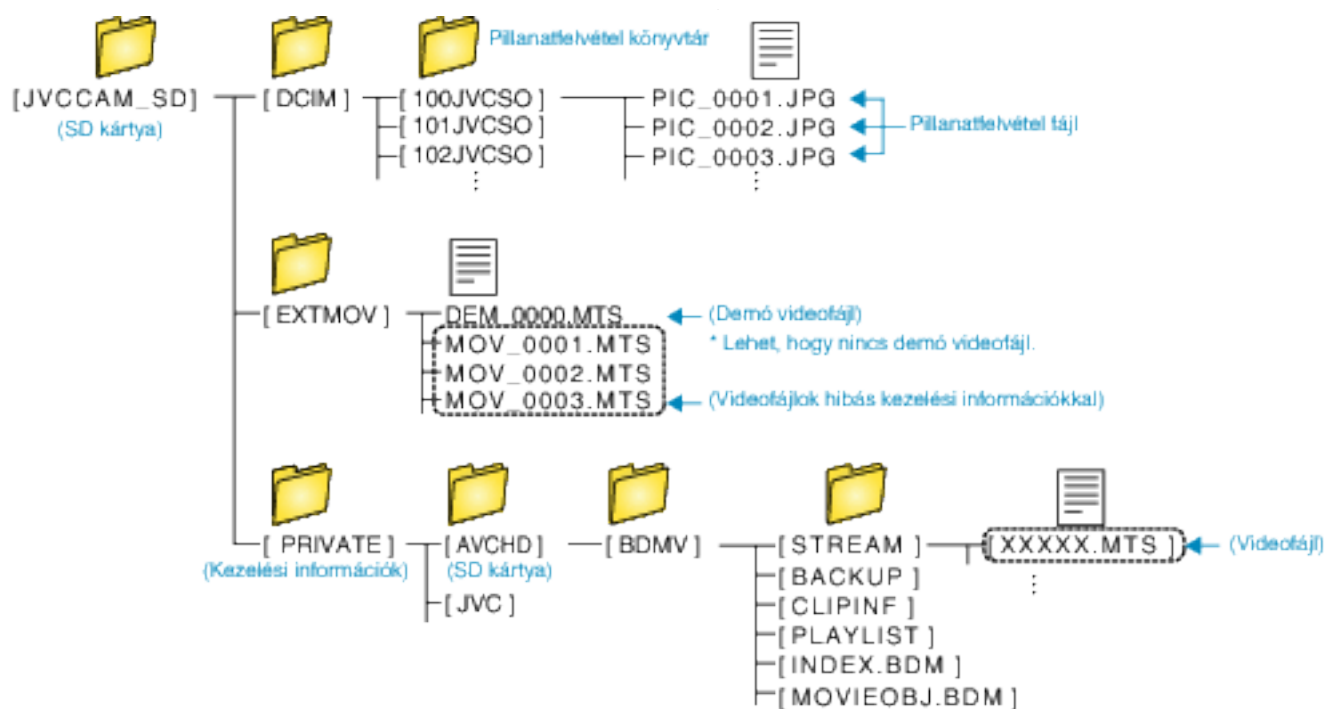 Pillanatfelvétel könyvtár
[JVCCAM_SD] [DCIM] [100JVCSO] PIC_0001.JPG
(SD kártya) [101JVCSO] PIC_0002.JPG Pillanatfelvétel fájl
[102JVCSO] PIC_0003.JPG
[EXTMOV] DEM_0000.MTS (Demó videofájl)
MOV_0001.MTS * Lehet, hogy nincs demó videofájl.
MOV_0002.MTS
MOV_0003.MTS (Videofájlok hibás kezelési információkkal)
[PRIVATE] [AVCHD] [BDMV] [STREAM] [XXXXX.MTS] (Videofájl)
(Kezelési információk) (SD kártya) [BACKUP]
[JVC] [CLIPINF]
[PLAYLIST]
[INDEX.BDM]
[MOVIEOBJ.BDM]